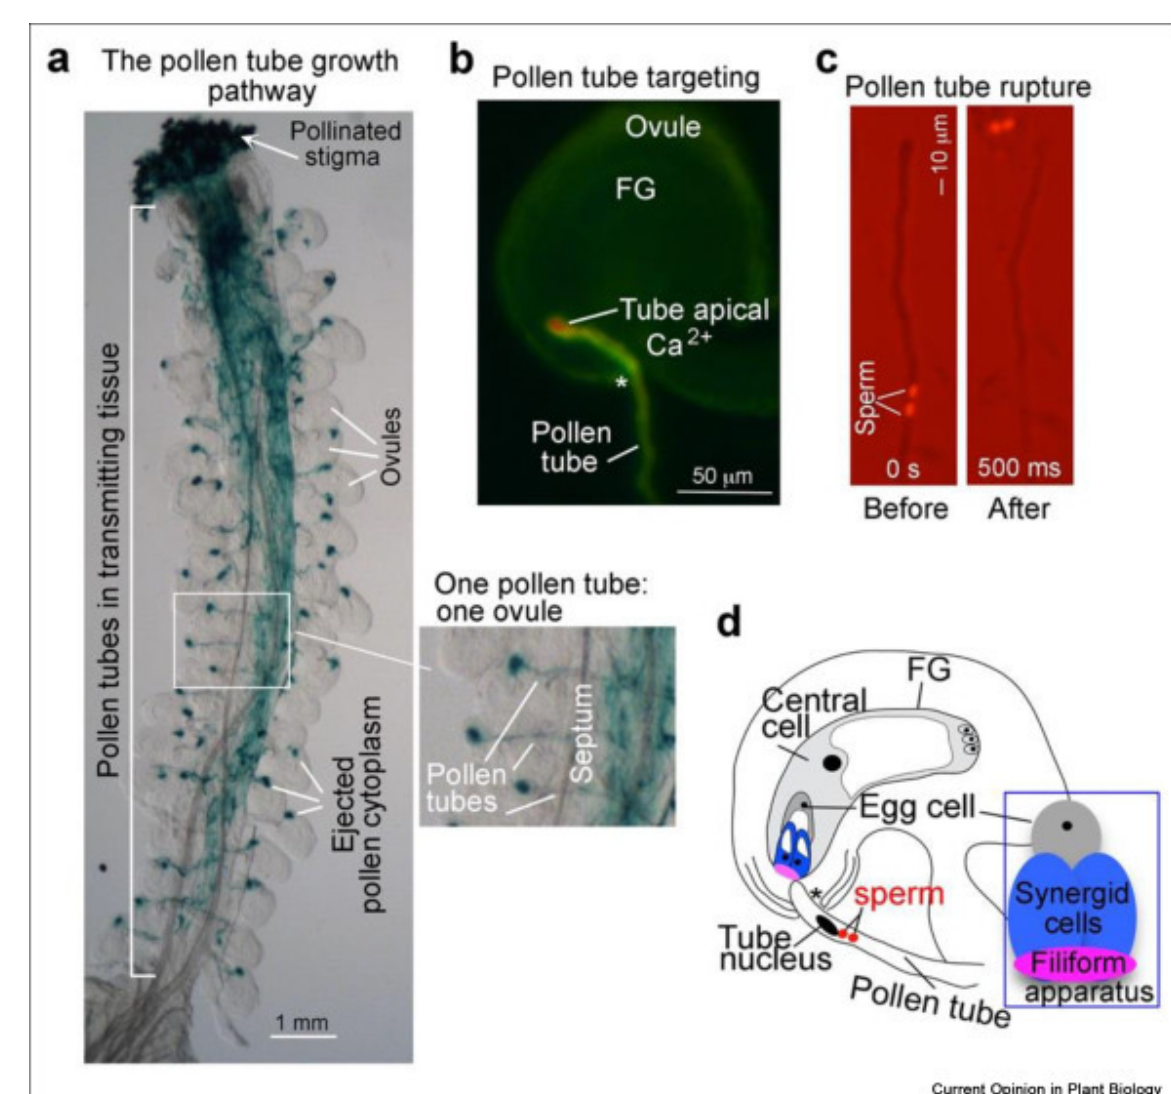 a
The pollen tube growth
pathway
Pollinated
stigma
Pollen tubes in transmitting tissue
Ovules
Ejected
pollen cytoplasm
1 mm
One pollen tube:
one ovule
Pollen
tubes
Septum
b
Pollen tube targeting
Ovule
FG
Tube apical
Ca2+
*
Pollen
tube
50 μm
c
Pollen tube rupture
10 μm
Sperm
0 s
500 ms
Before
After
d
FG
Central
cell
Egg cell
*
sperm
Tube
nucleus
Pollen tube
Synergid
cells
Filiform
apparatus
Current Opinion in Plant Biology